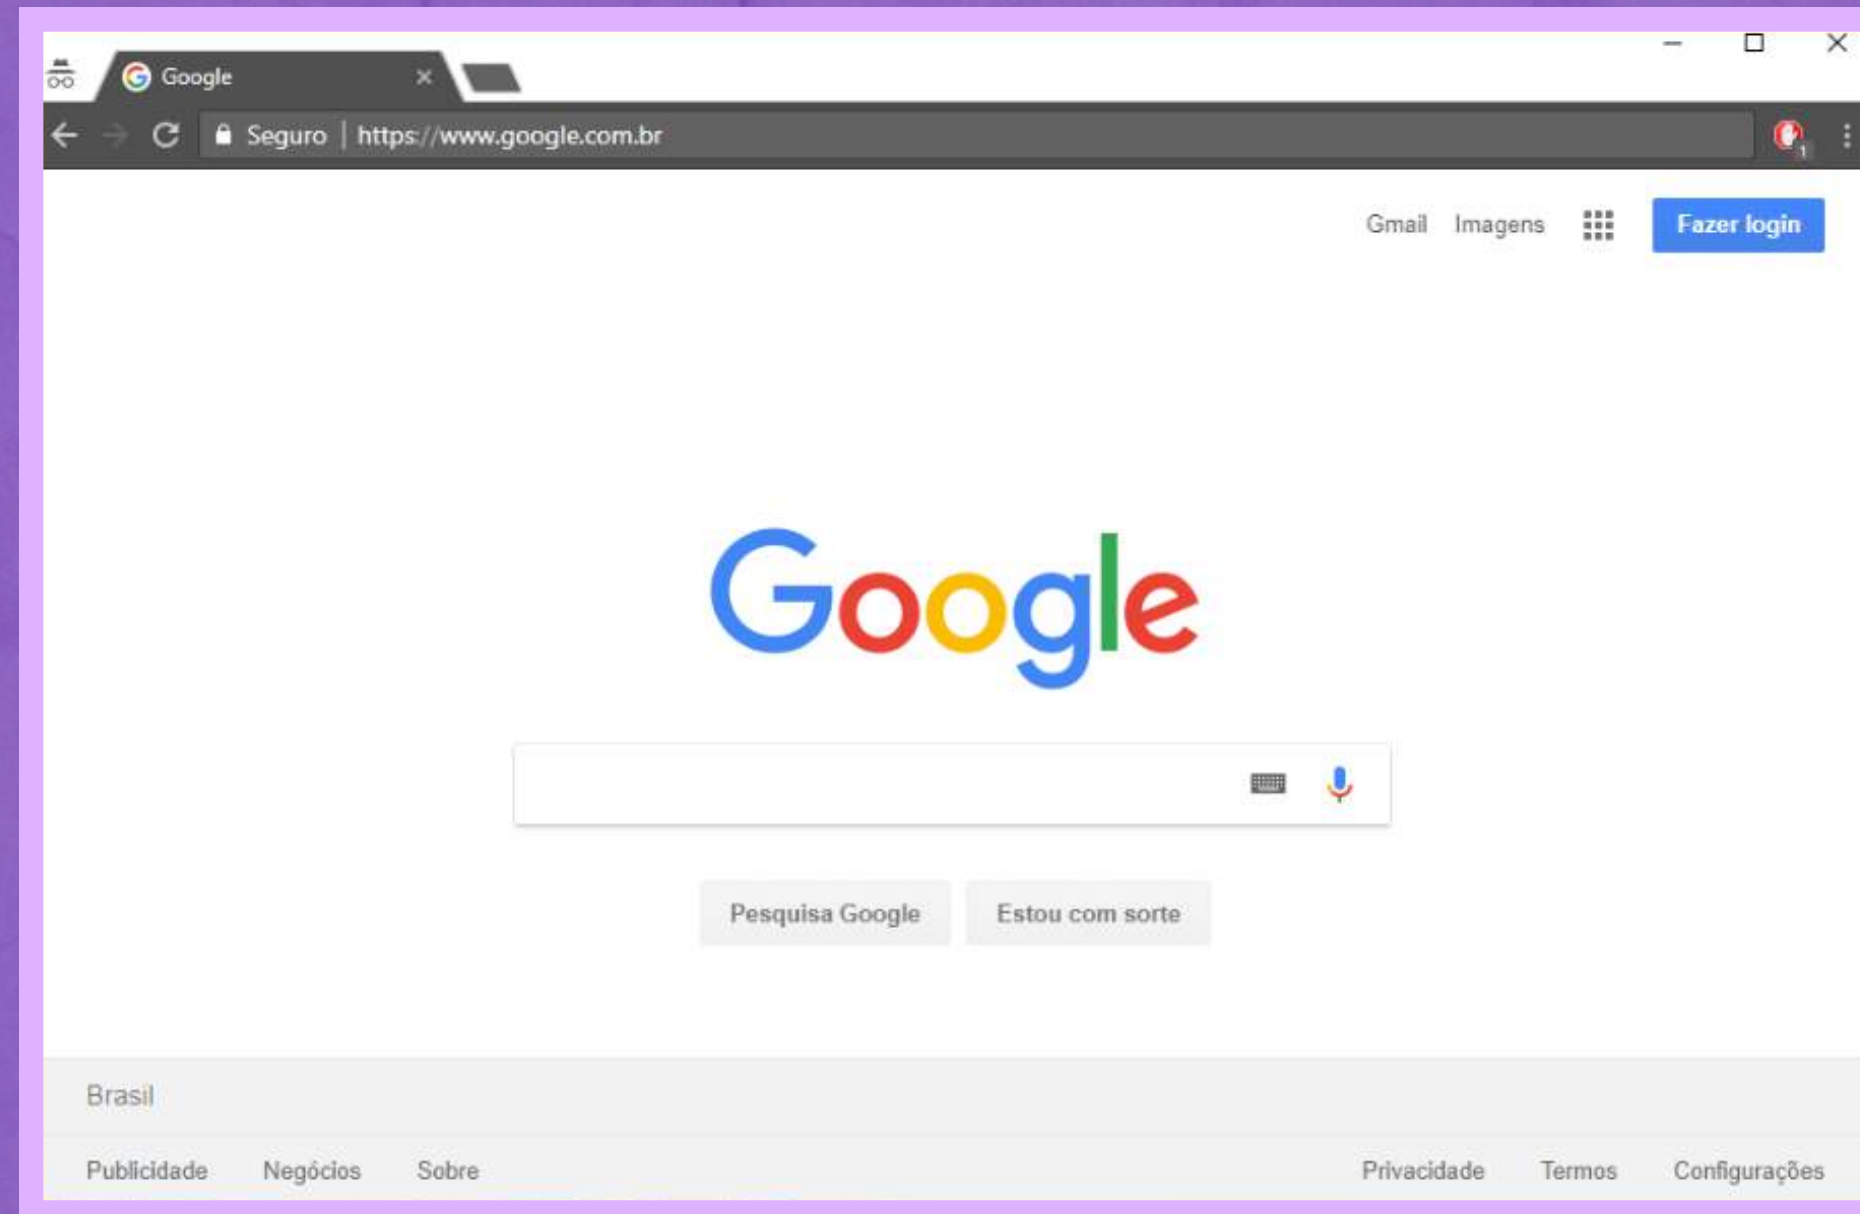 Google
Seguro | https://www.google.com.br
1
Gmail Imagens Fazer login
Google
Pesquisa Google Estou com sorte
Brasil
Publicidade Negócios Sobre Privacidade Termos Configurações